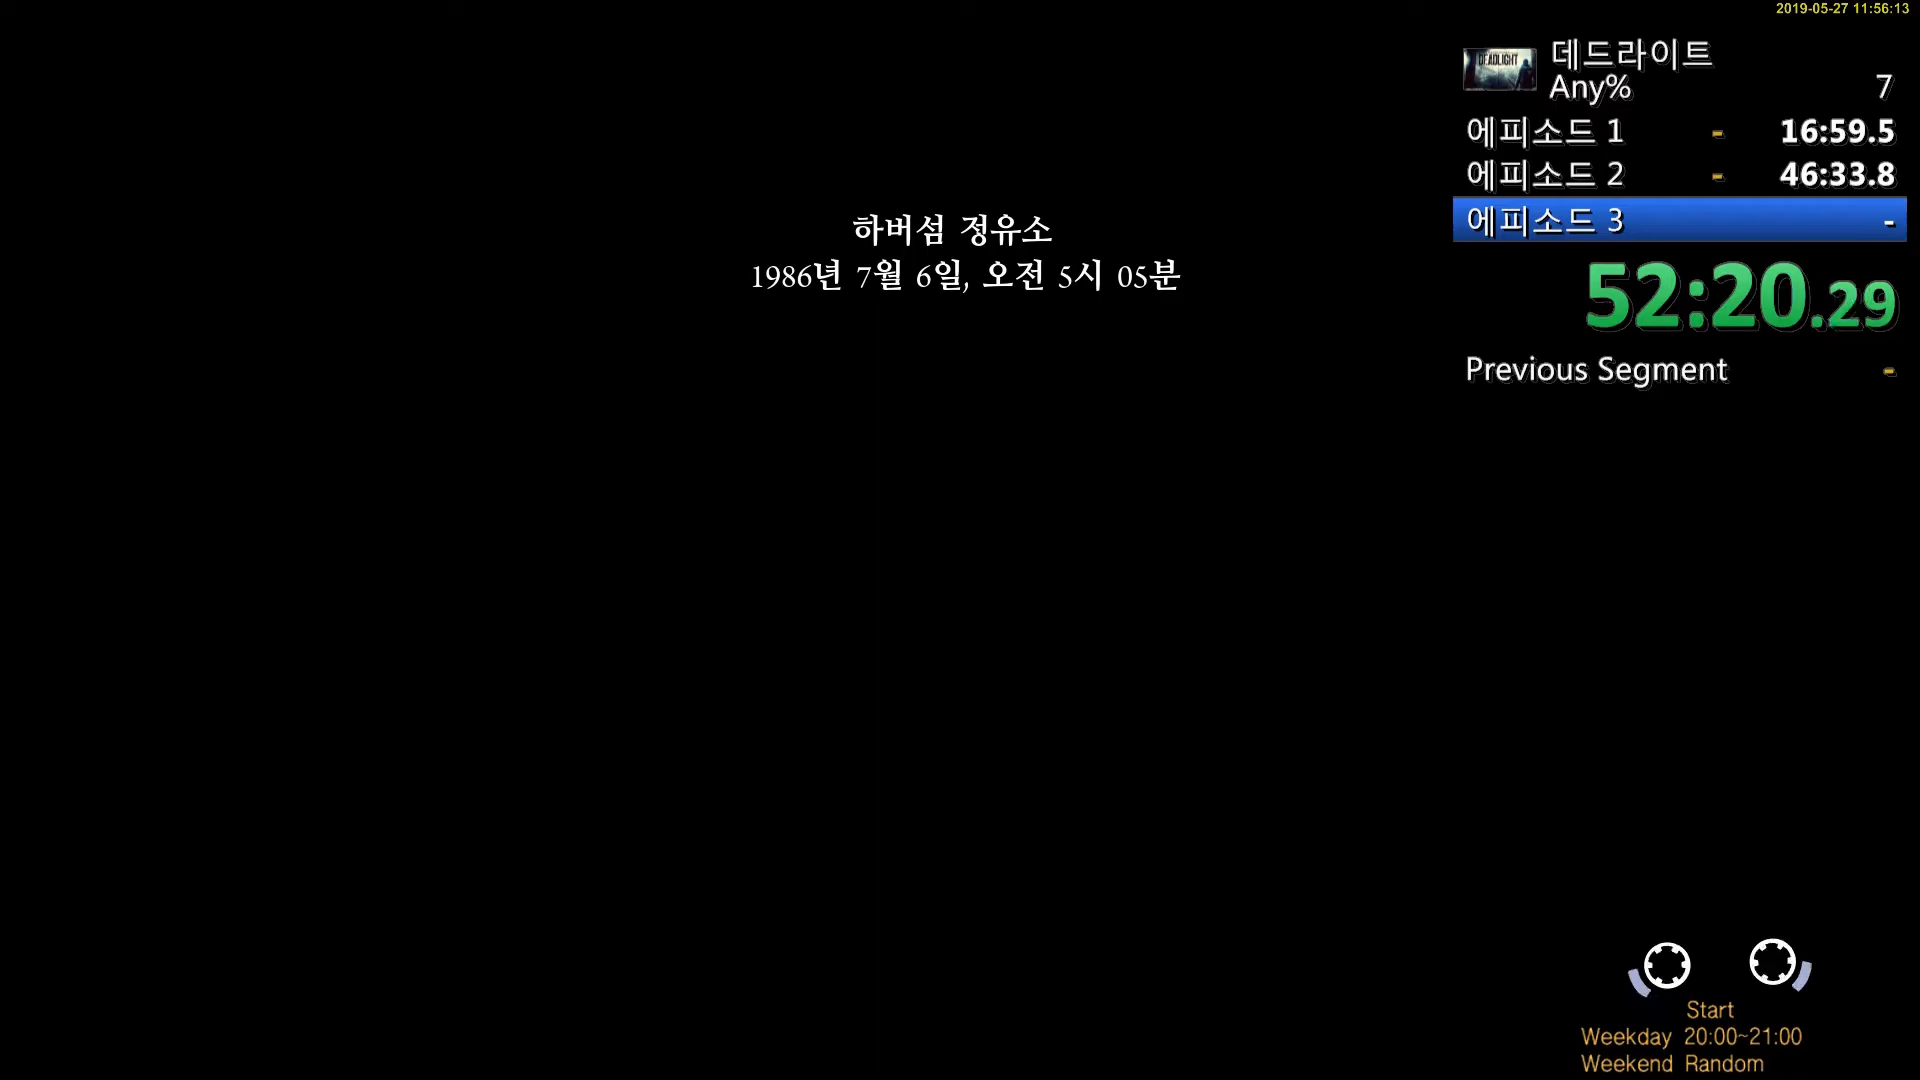 2019-05-27 11:56:13
DEADLIGHT
데드라이트
Any%
7
에피소드 1 - 16:59.5
에피소드 2 - 46:33.8
에피소드 3 -
52:20.29
Previous Segment -
하버섬 정유소
1986년 7월 6일, 오전 5시 05분
Start
Weekday 20:00~21:00
Weekend Random